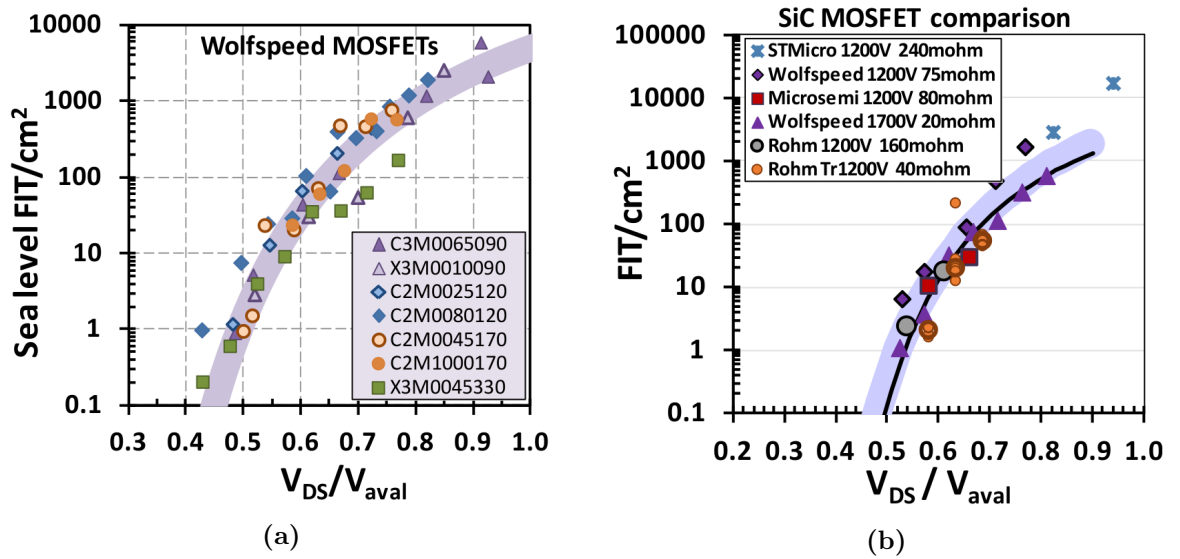 Wolfspeed MOSFETs
Sea level FIT/cm²
10000
1000
100
10
1
0.1
C3M0065090
X3M0010090
C2M0025120
C2M0080120
C2M0045170
C2M1000170
X3M0045330
0.3 0.4 0.5 0.6 0.7 0.8 0.9 1.0
V_DS/V_aval
(a)
SiC MOSFET comparison
FIT/cm²
100000
10000
1000
100
10
1
0.1
STMicro 1200V 240mohm
Wolfspeed 1200V 75mohm
Microsemi 1200V 80mohm
Wolfspeed 1700V 20mohm
Rohm 1200V 160mohm
Rohm Tr1200V 40mohm
0.2 0.3 0.4 0.5 0.6 0.7 0.8 0.9 1.0
V_DS / V_aval
(b)